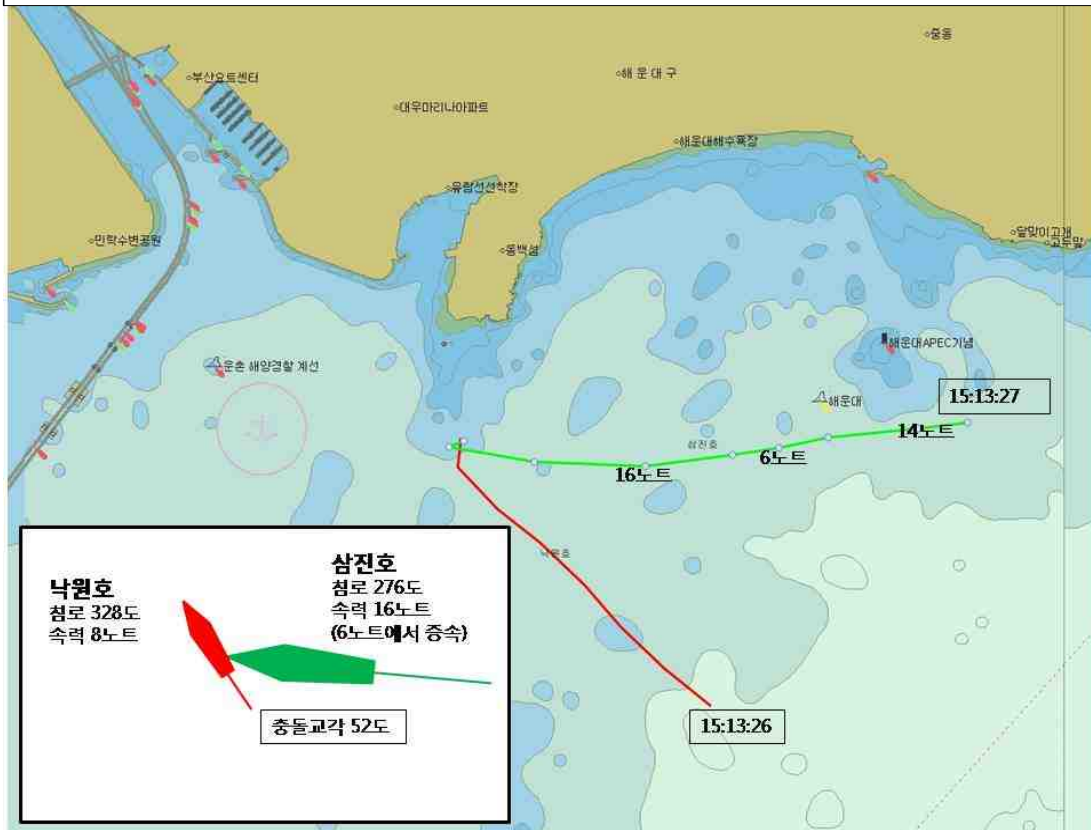 중동
부산요트센터
해운대구
대우마리나아파트
해운대해수욕장
유람선선착장
민락수변공원
동백섬
달맞이고개
고두말
해운대APEC기념
운촌 해양경찰 계선
해운대
15:13:27
14노트
삼진호
6노트
16노트
낙원호
삼진호
침로 276도
속력 16노트
(6노트에서 증속)
낙원호
침로 328도
속력 8노트
충돌교각 52도
15:13:26